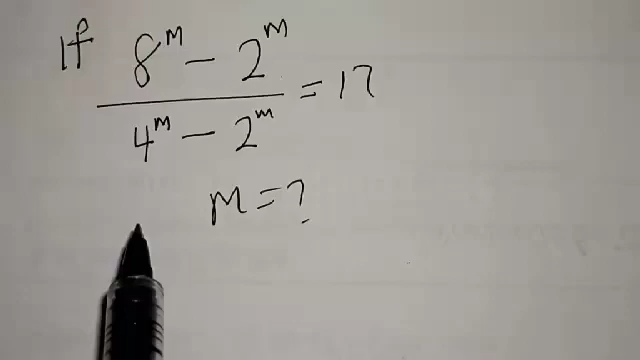 If 8^m - 2^m
4^m - 2^m = 17
m = ?